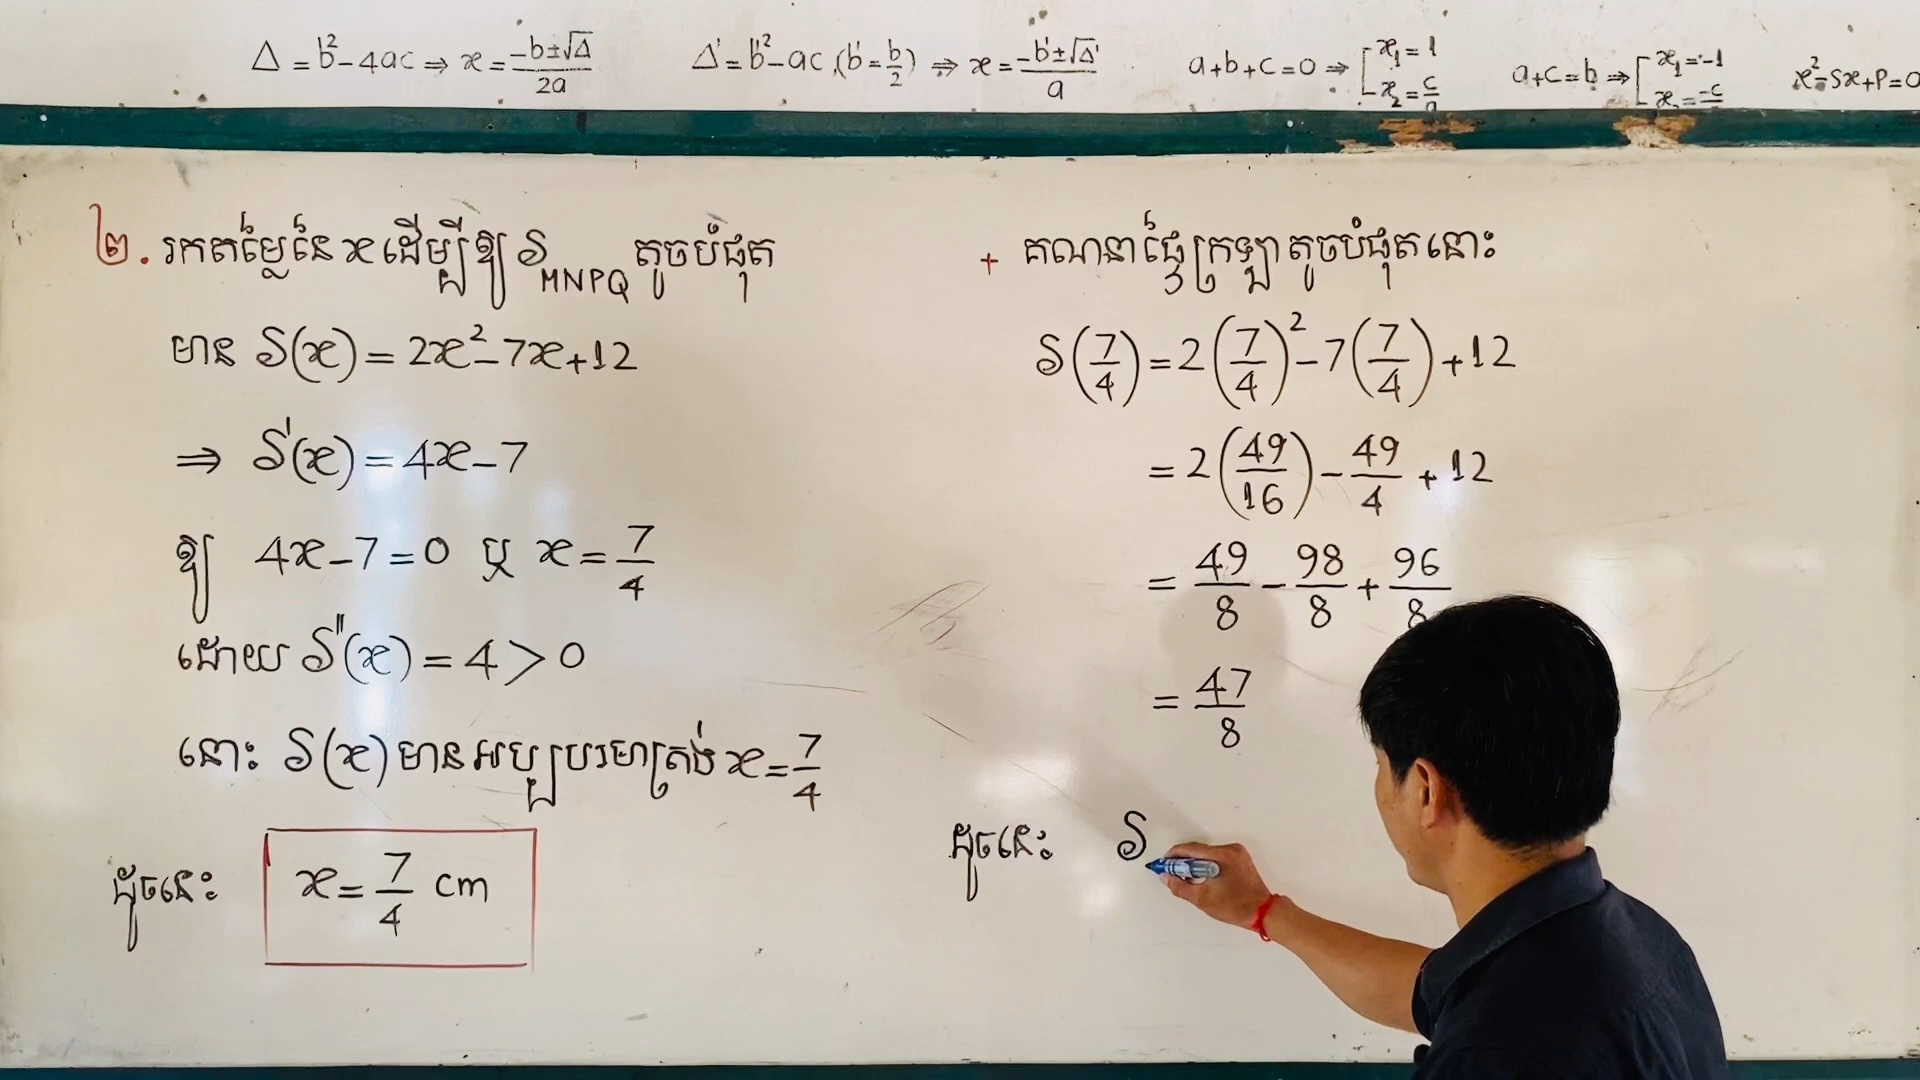 Δ = b² - 4ac ⇒ x = (-b±√Δ)/2a
Δ' = b'² - ac, (b' = b/2) ⇒ x = (-b'±√Δ')/a
a+b+c=0 ⇒ [x₁ = 1
x₂ = c/a
a+c=b ⇒ [x₁ = -1
x² - Sx + P = 0
២. រកតម្លៃនៃ x ដើម្បីឱ្យ S_MNPQ តូចបំផុត
មាន S(x) = 2x² - 7x + 12
⇒ S'(x) = 4x - 7
ឱ្យ 4x - 7 = 0 ឬ x = 7/4
ដោយ S''(x) = 4 > 0
នោះ S(x) មានអប្បបរមាត្រង់ x = 7/4
ដូចនេះ x = 7/4 cm
+ គណនាផ្ទៃក្រឡាតូចបំផុតនោះ
S(7/4) = 2(7/4)² - 7(7/4) + 12
= 2(49/16) - 49/4 + 12
= 49/8 - 98/8 + 96/8
= 47/8
ដូចនេះ S